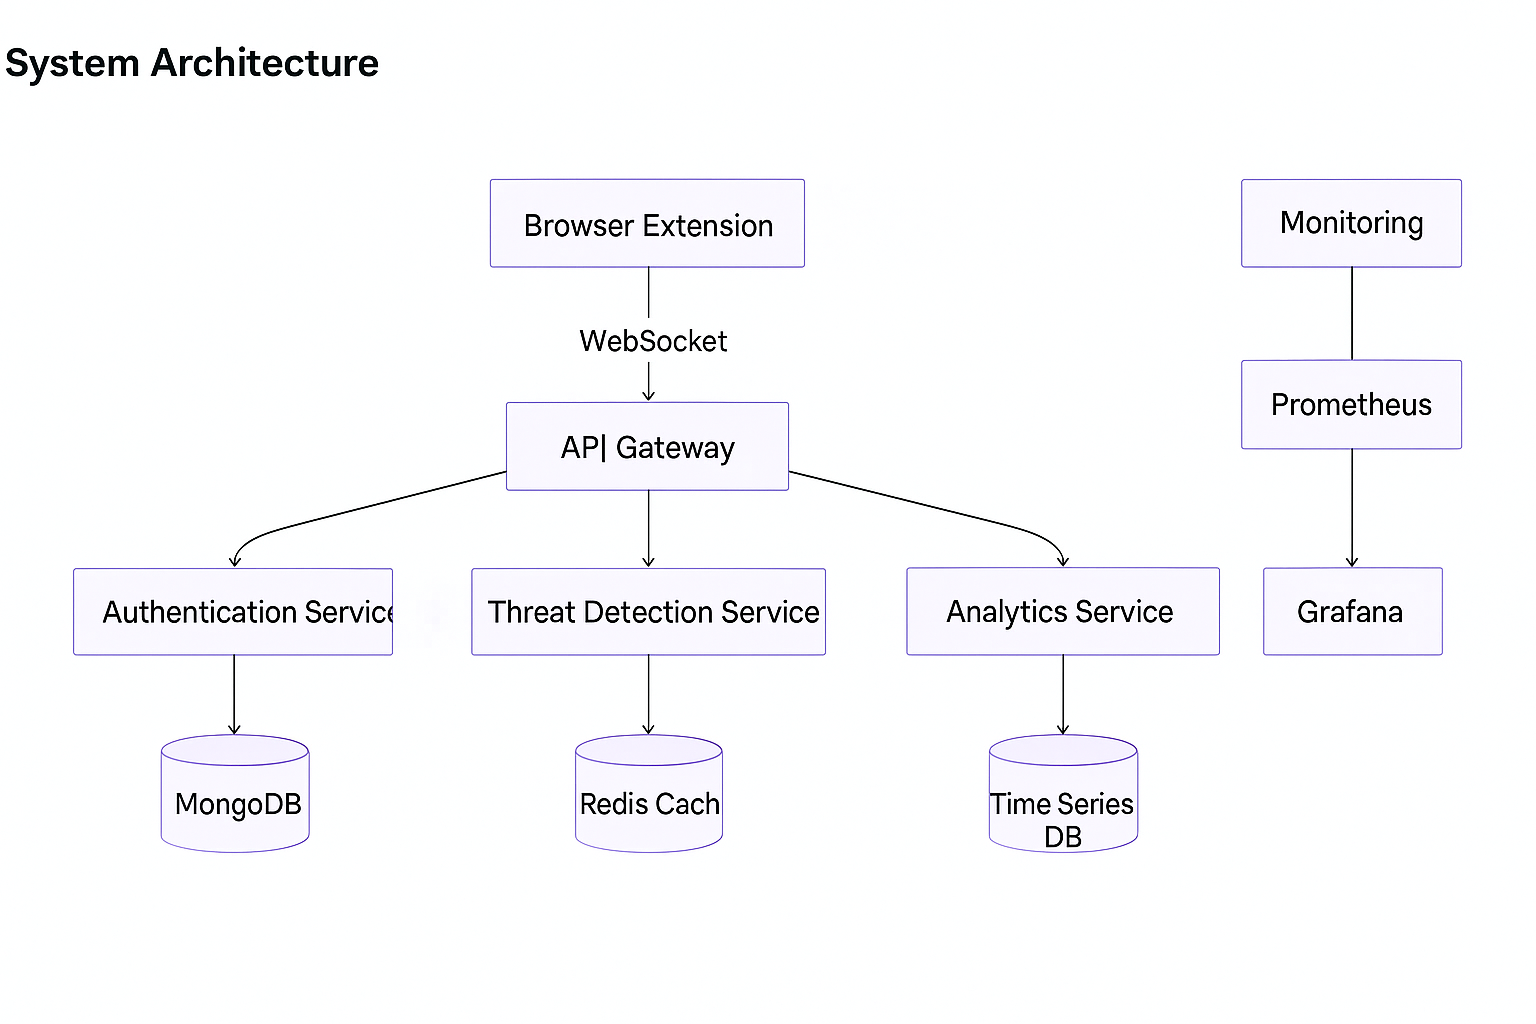 System Architecture
Browser Extension
Monitoring
WebSocket
Prometheus
AP| Gateway
Authentication Service
Threat Detection Service
Analytics Service
Grafana
MongoDB
Redis Cach
Time Series
DB